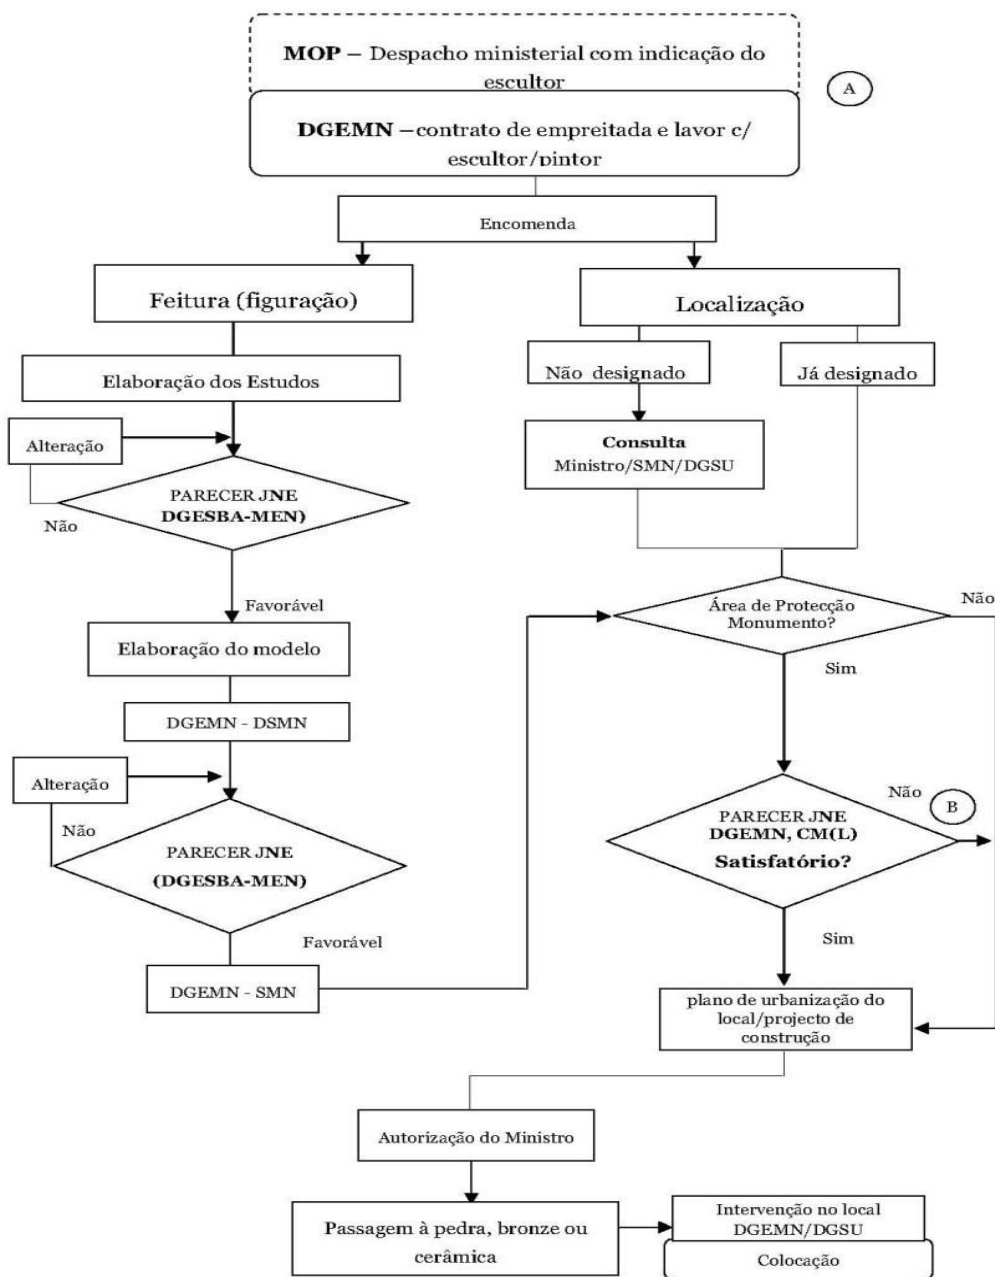 MOP – Despacho ministerial com indicação do
escultor
A
DGEMN –contrato de empreitada e lavor c/
escultor/pintor
Encomenda
Feitura (figuração)
Localização
Elaboração dos Estudos
Não designado
Já designado
Alteração
Consulta
Ministro/SMN/DGSU
PARECER JNE
DGESBA-MEN)
Não
Favorável
Área de Protecção
Monumento?
Não
Elaboração do modelo
Sim
DGEMN - DSMN
Alteração
Não
B
Não
PARECER JNE
DGEMN, CM(L)
Satisfatório?
PARECER JNE
(DGESBA-MEN)
Favorável
Sim
DGEMN - SMN
plano de urbanização do
local/projecto de
construção
Autorização do Ministro
Passagem à pedra, bronze ou
cerâmica
Intervenção no local
DGEMN/DGSU
Colocação